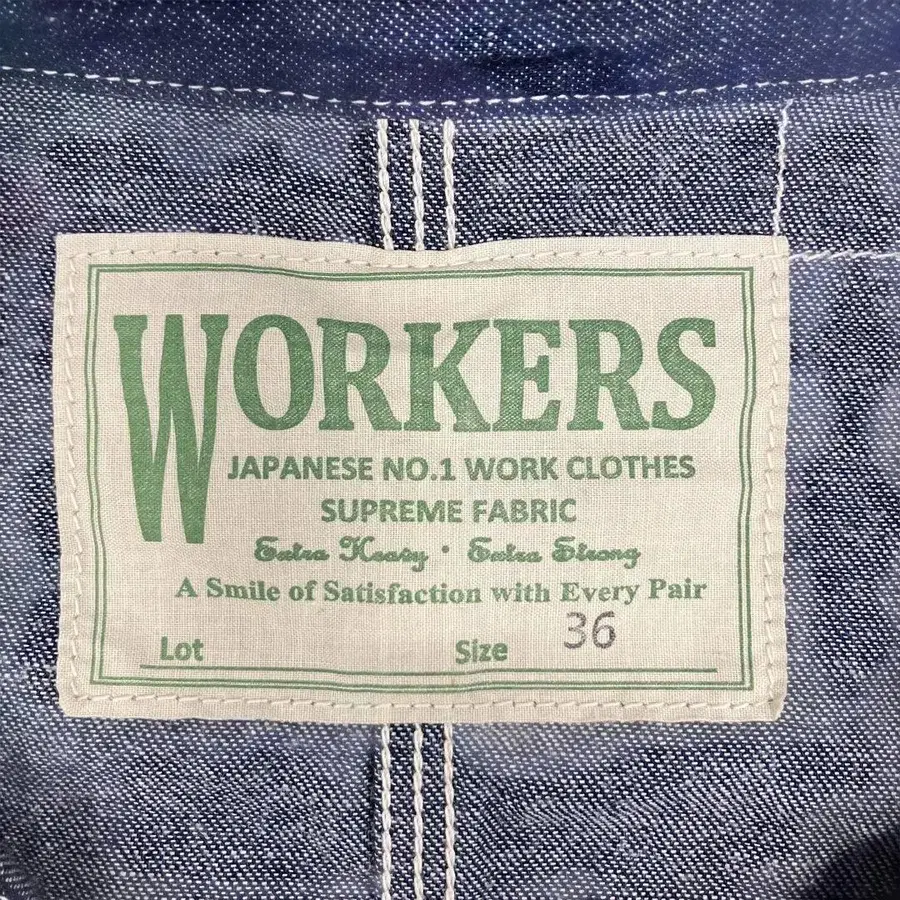 WORKERS
JAPANESE NO.1 WORK CLOTHES
SUPREME FABRIC
Extra Heavy · Extra Strong
A Smile of Satisfaction with Every Pair
Lot Size 36